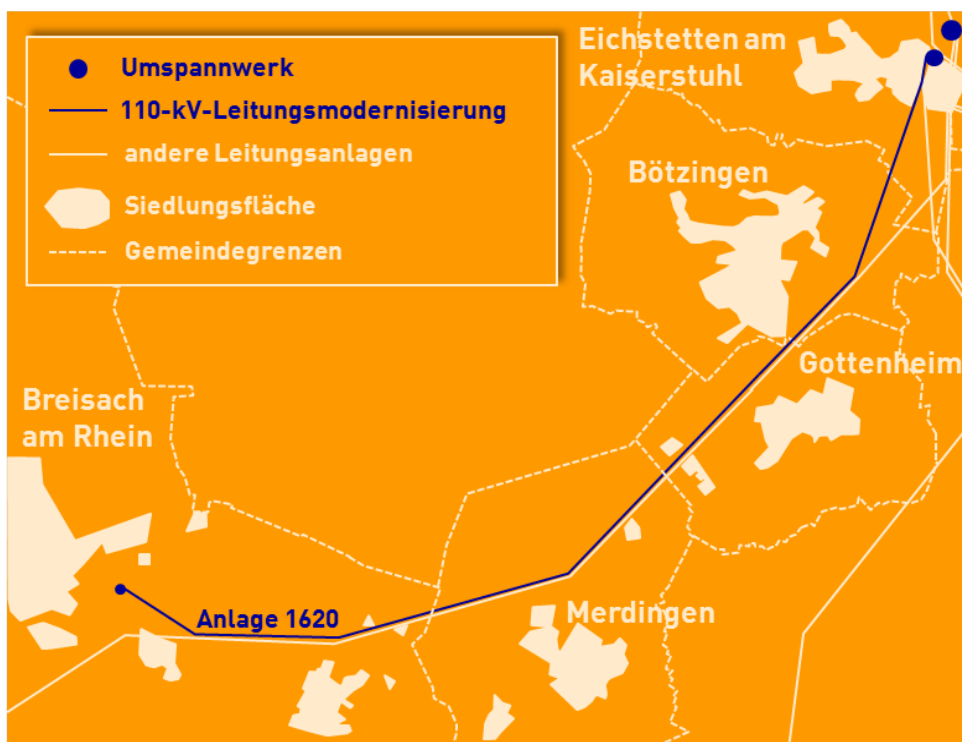 Umspannwerk
110-kV-Leitungsmodernisierung
andere Leitungsanlagen
Siedlungsfläche
Gemeindegrenzen
Eichstetten am
Kaiserstuhl
Bötzingen
Gottenheim
Breisach
am Rhein
Anlage 1620
Merdingen